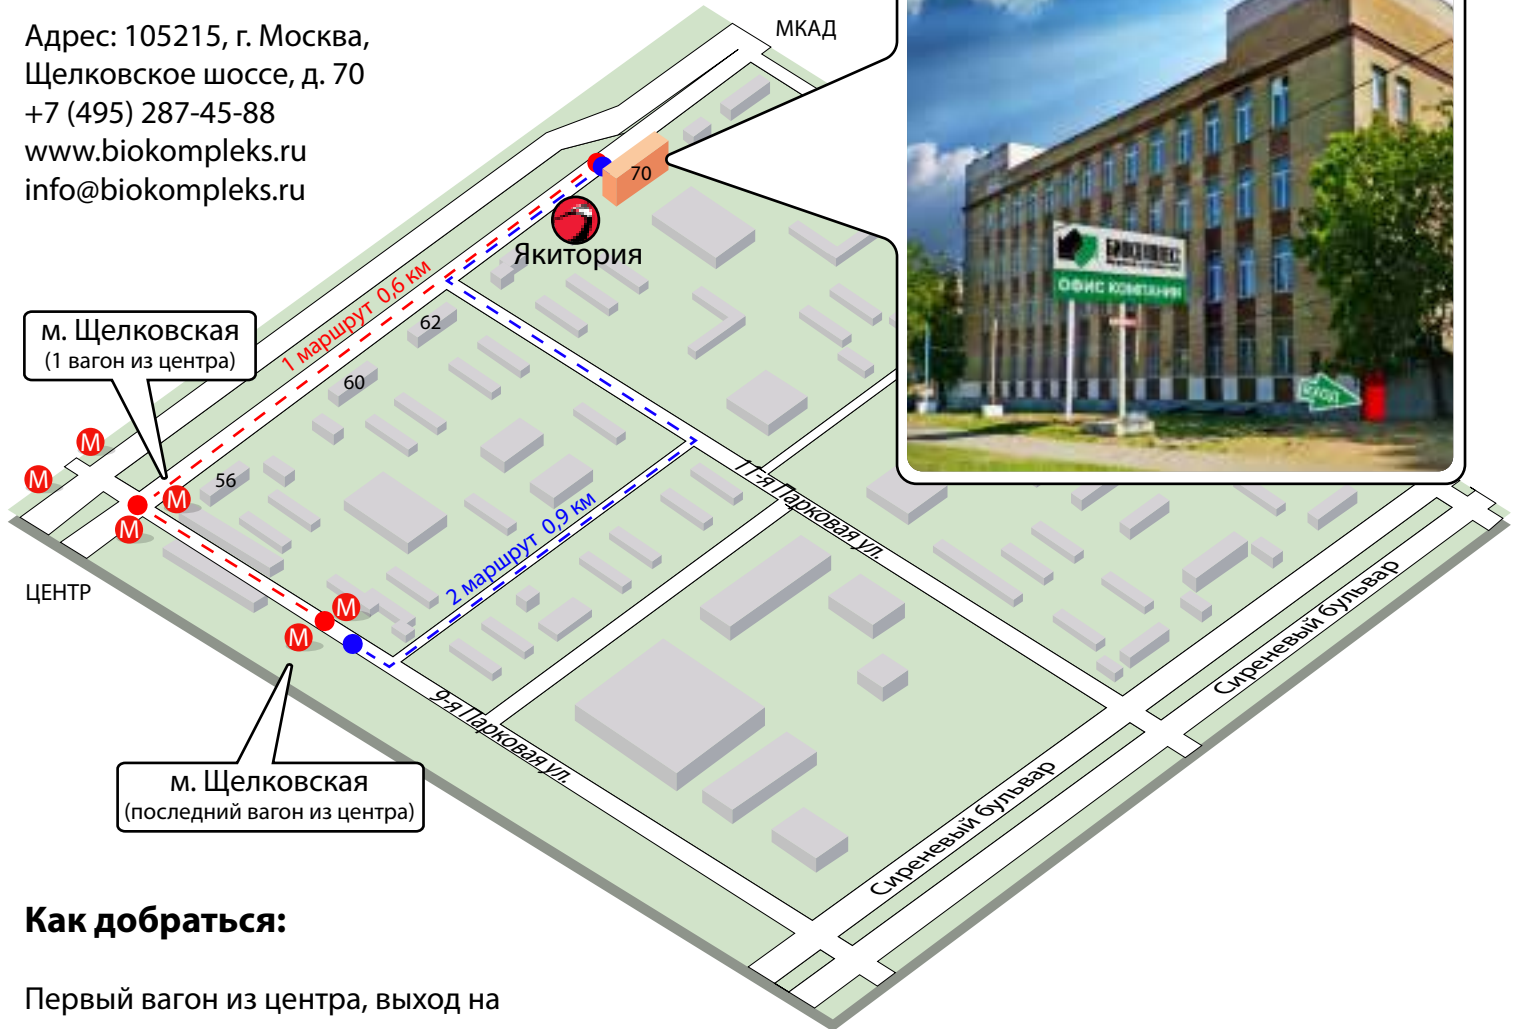 Адрес: 105215, г. Москва,
Щелковское шоссе, д. 70
+7 (495) 287-45-88
www.biokompleks.ru
info@biokompleks.ru
МКАД
70
Якитория
1 маршрут 0,6 км
62
м. Щелковская
(1 вагон из центра)
60
БИОКОМПЛЕКС
ОФИС КОМПАНИИ
ВХОД
М
М
56
М
М
11-я Парковая ул.
2 маршрут 0,9 км
ЦЕНТР
М
М
Сиреневый бульвар
9-я Парковая ул.
м. Щелковская
(последний вагон из центра)
Сиреневый бульвар
Как добраться:
Первый вагон из центра, выход на